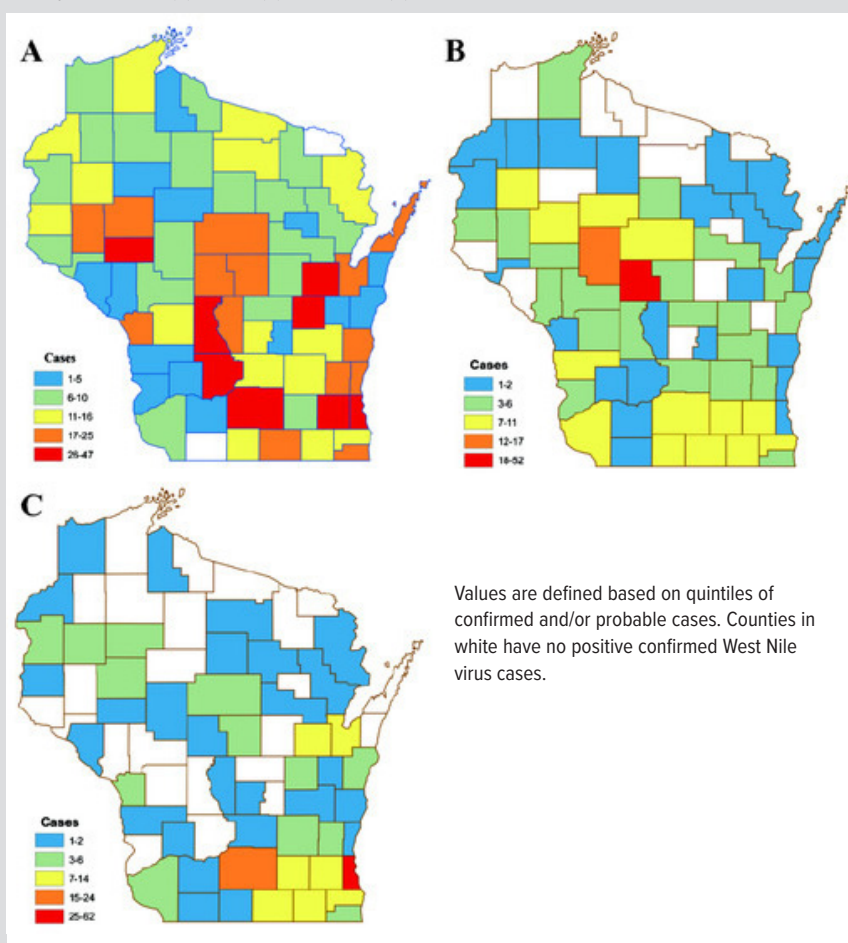 A
B
Cases
1-5
6-10
11-16
17-25
26-47
Cases
1-2
3-6
7-11
12-17
18-52
C
Values are defined based on quintiles of
confirmed and/or probable cases. Counties in
white have no positive confirmed West Nile
virus cases.
Cases
1-2
3-6
7-14
15-24
25-62